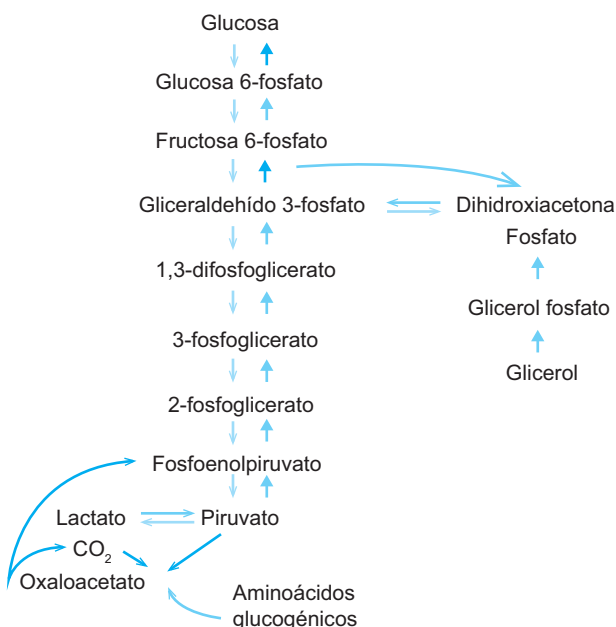 Glucosa
Glucosa 6-fosfato
Fructosa 6-fosfato
Gliceraldehído 3-fosfato
Dihidroxiacetona
Fosfato
1,3-difosfoglicerato
Glicerol fosfato
3-fosfoglicerato
Glicerol
2-fosfoglicerato
Fosfoenolpiruvato
Lactato
Piruvato
CO₂
Oxaloacetato
Aminoácidos
glucogénicos